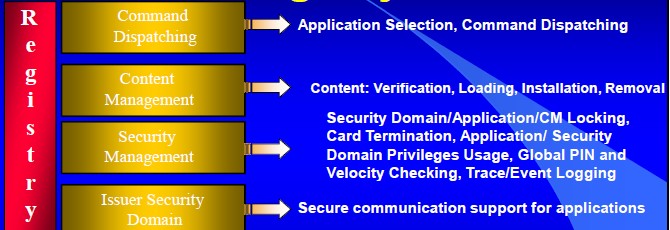 Registry
Command
Dispatching
Application Selection, Command Dispatching
Content
Management
Content: Verification, Loading, Installation, Removal
Security
Management
Security Domain/Application/CM Locking,
Card Termination, Application/ Security
Domain Privileges Usage, Global PIN and
Velocity Checking, Trace/Event Logging
Issuer Security
Domain
Secure communication support for applications